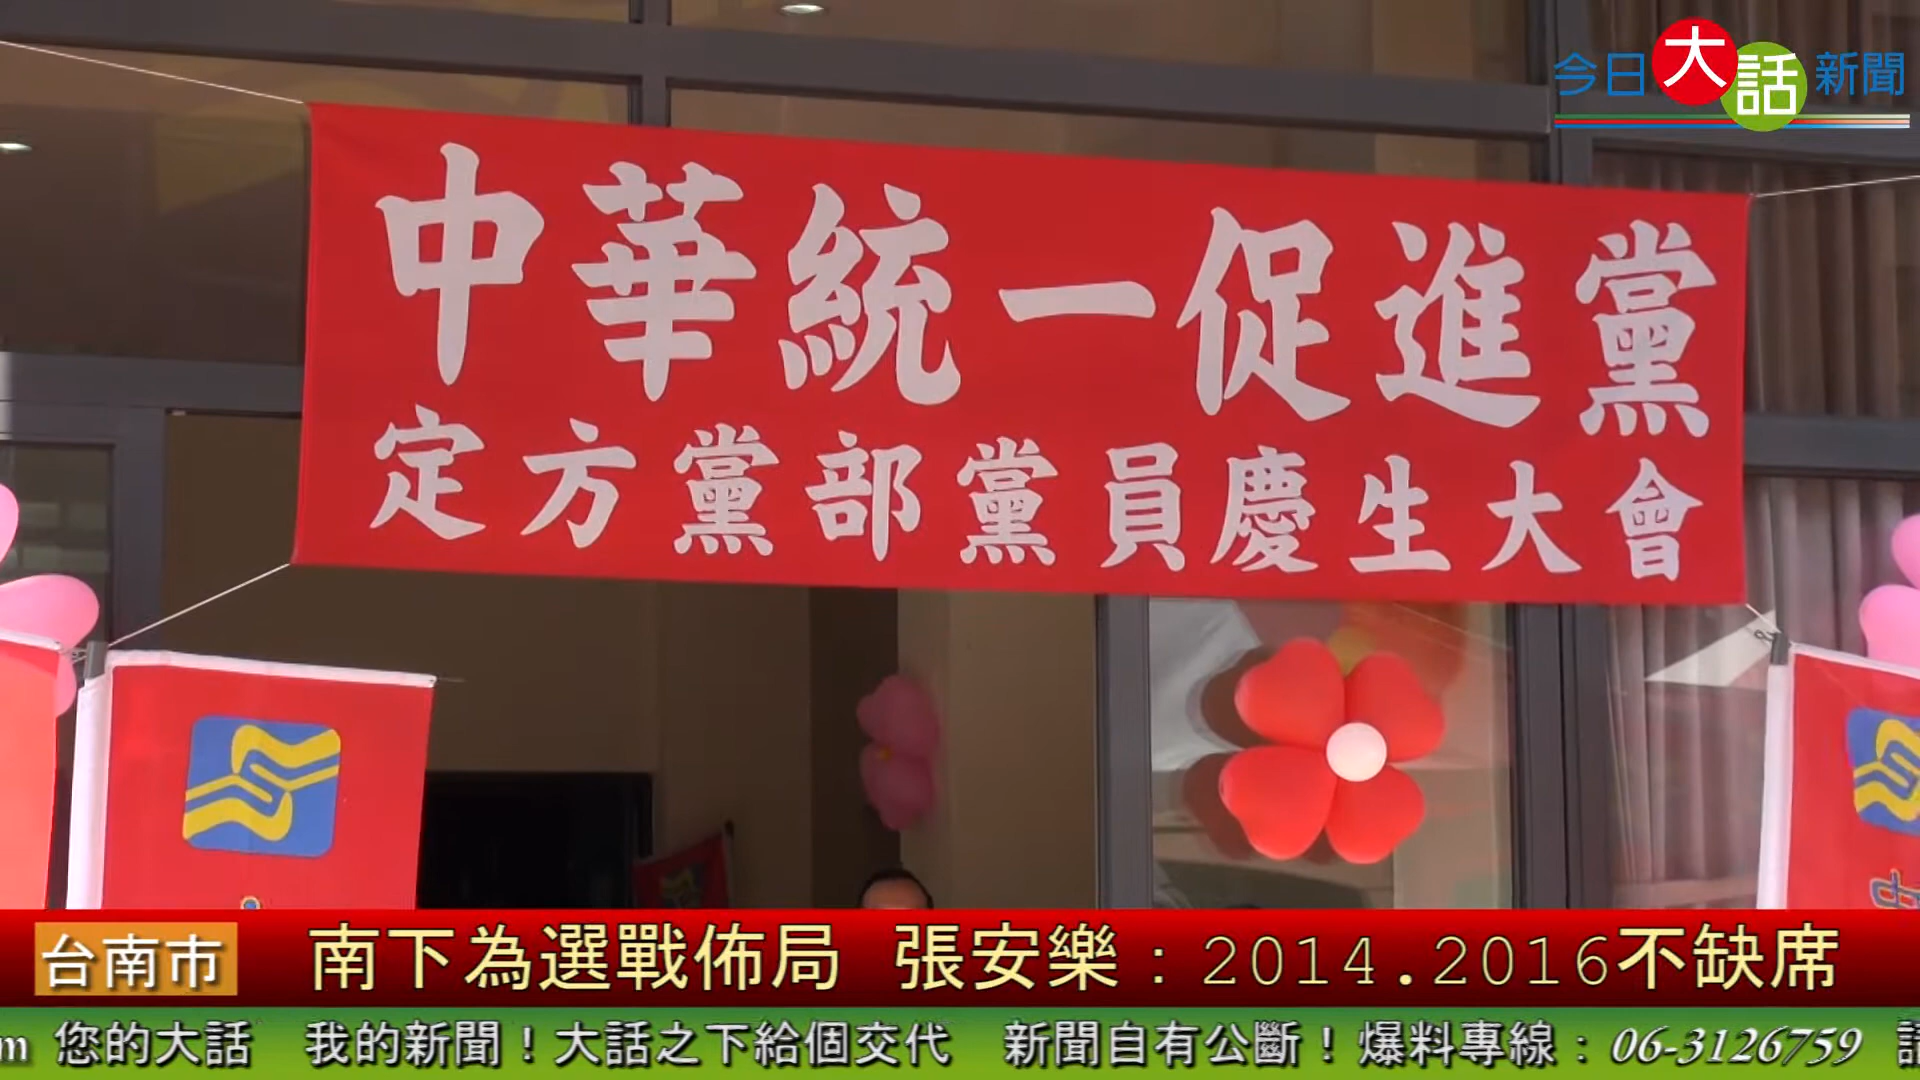 今日大話新聞
中華統一促進黨
定方黨部黨員慶生大會
台南市 南下為選戰佈局 張安樂：2014.2016不缺席
m 您的大話 我的新聞！大話之下給個交代 新聞自有公斷！爆料專線：06-3126759